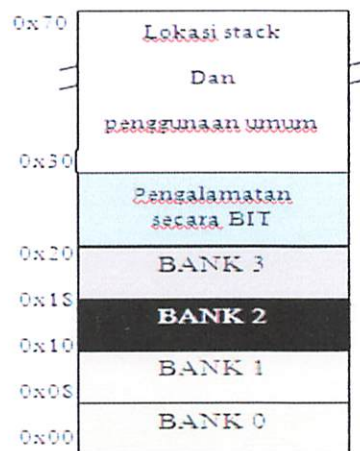 0x70
Lokasi stack
Dan
penggunaan umum
0x30
Pengalamatan
secara BIT
0x20
BANK 3
0x18
BANK 2
0x10
BANK 1
0x08
BANK 0
0x00